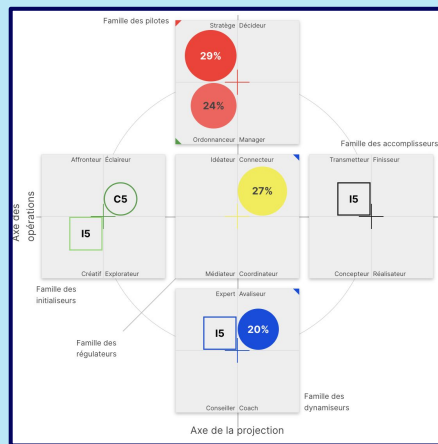 Famille des pilotes
Stratège Décideur
29%
24%
Ordonnanceur Manager
Famille des accomplisseurs
Affronteur Éclaireur
Idéateur Connecteur
Transmetteur Finisseur
C5
27%
I5
I5
Axe des opérations
Créatif Explorateur
Médiateur Coordinateur
Concepteur Réalisateur
Famille des
initialiseurs
Expert Avaliseur
I5
20%
Famille des
régulateurs
Conseiller Coach
Famille des
dynamiseurs
Axe de la projection